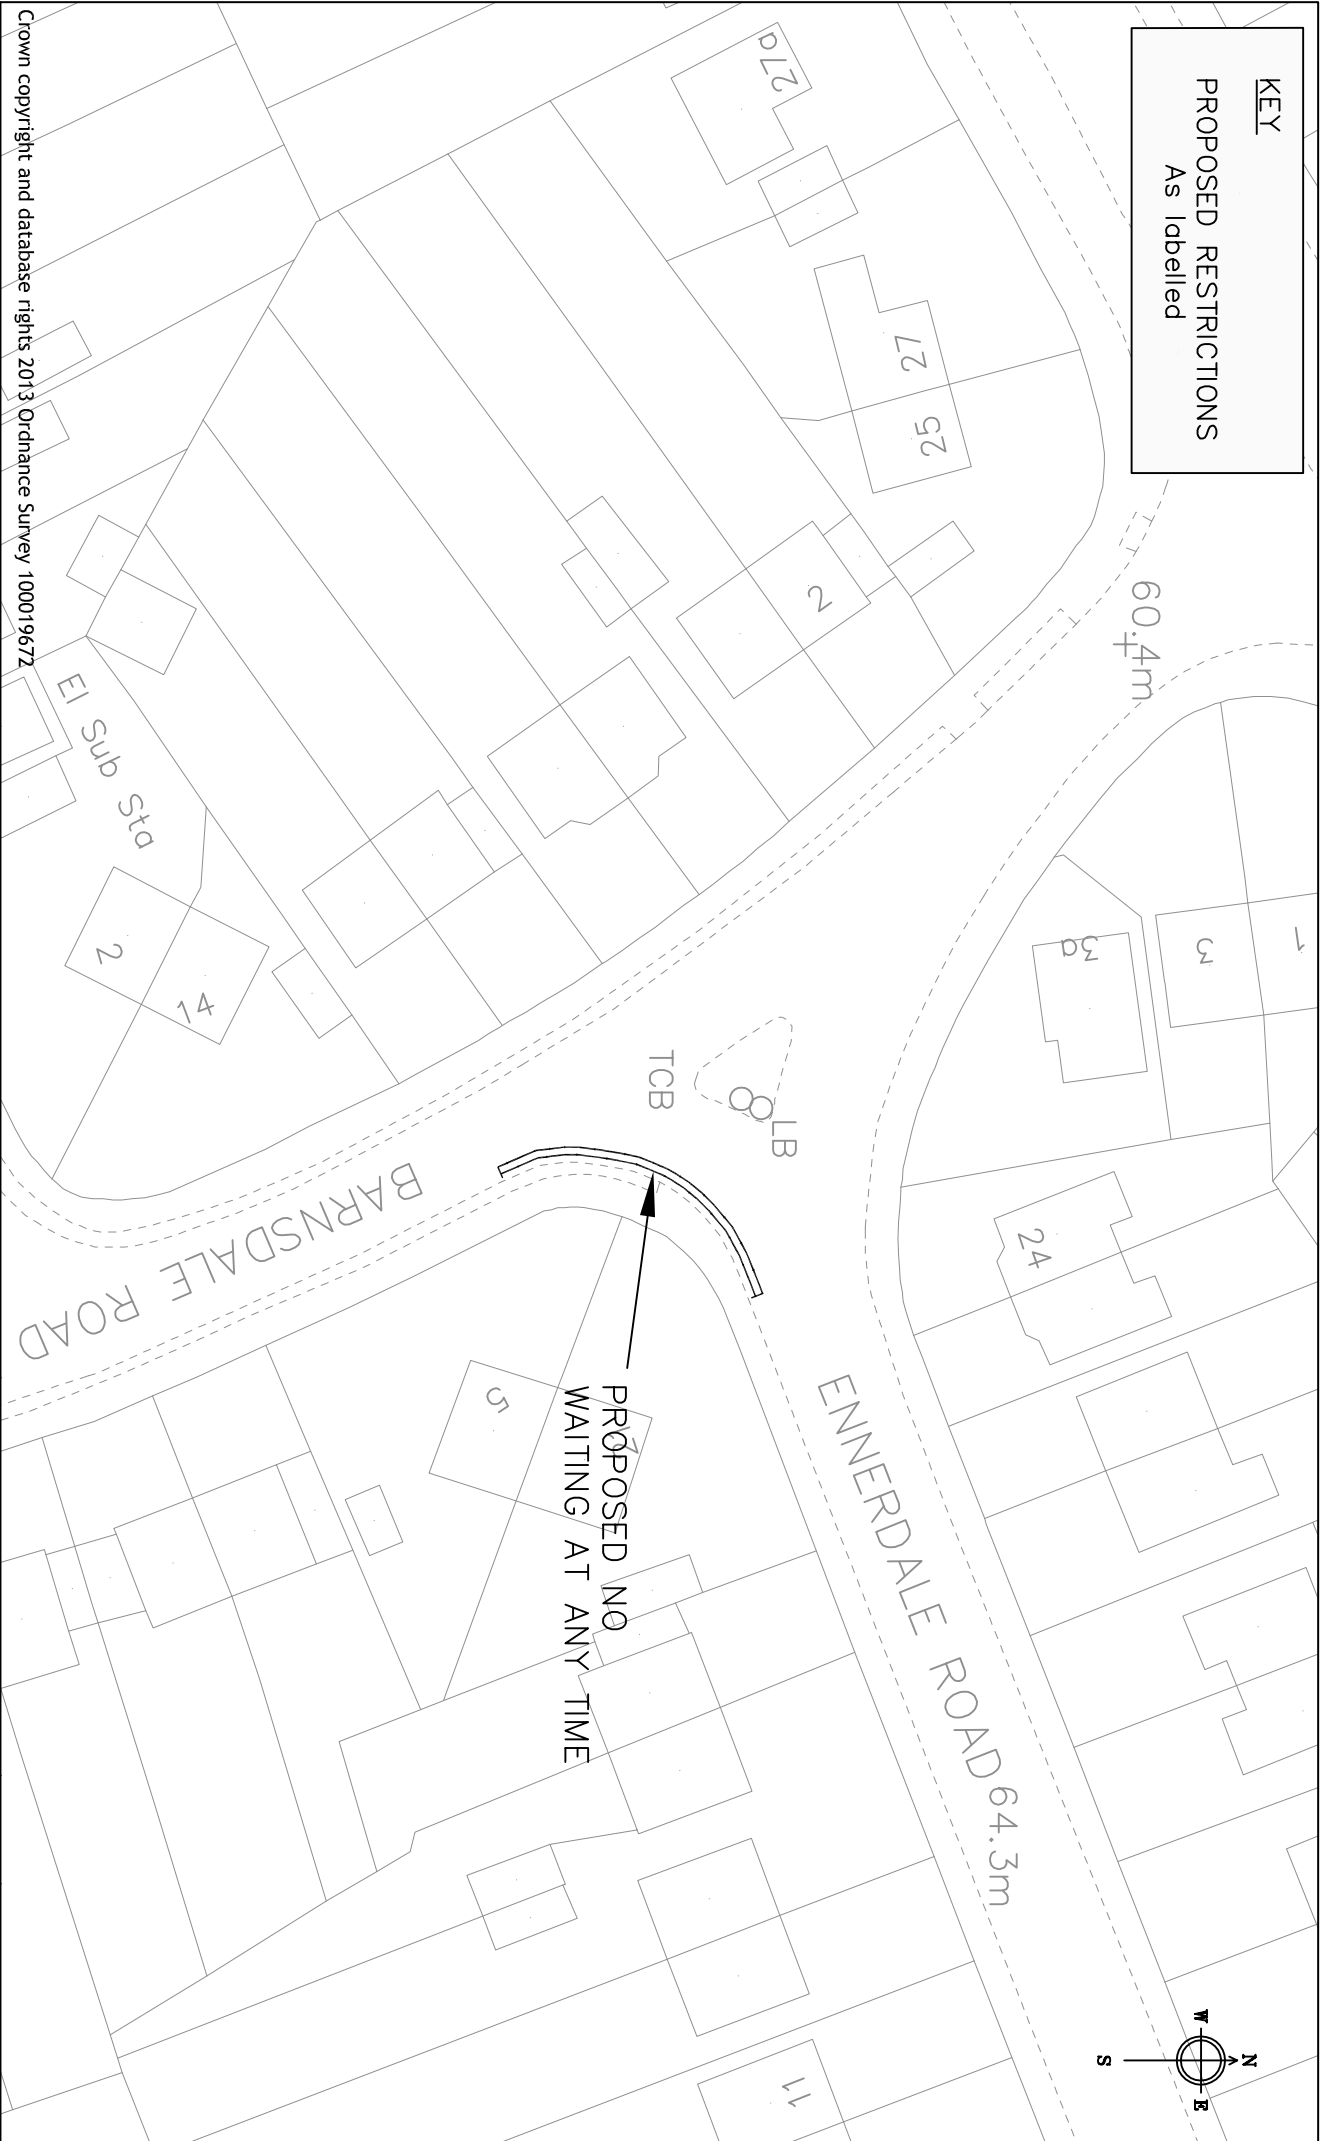 KEY
PROPOSED RESTRICTIONS
As labelled
27a
27
25
2
60.4m
3a
3
1
24
El Sub Sta
2
14
TCB
LB
BARNSDALE ROAD
ENNERDALE ROAD
64.3m
5
PROPOSED NO
WAITING AT ANY TIME
11
N
W
E
S
Crown copyright and database rights 2013 Ordnance Survey 100019672